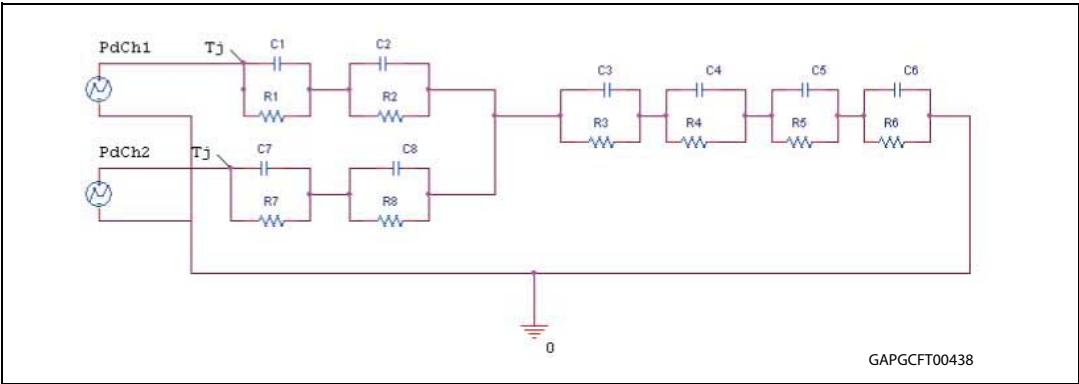 PdCh1
Tj
C1
C2
R1
R2
C3
C4
C5
C6
R3
R4
R5
R6
PdCh2
Tj
C7
C8
R7
R8
0
GAPGCFT00438